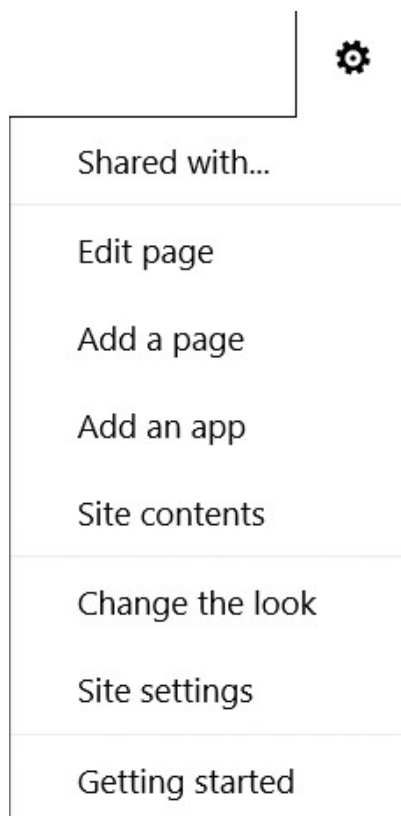 Shared with...
Edit page
Add a page
Add an app
Site contents
Change the look
Site settings
Getting started